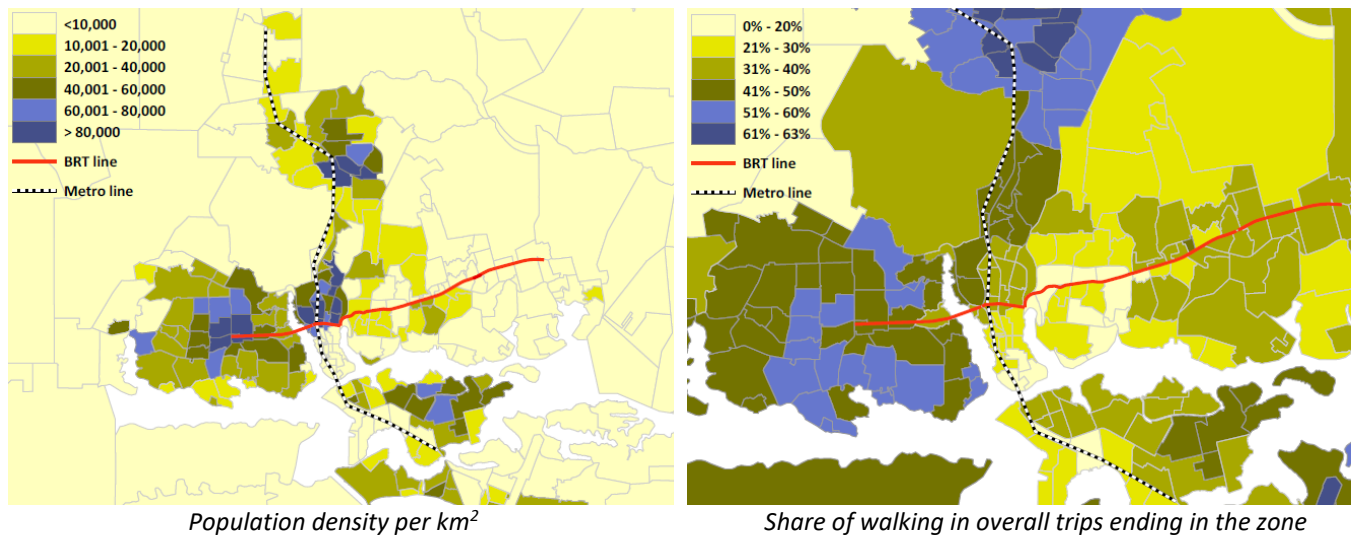 <10,000
10,001 - 20,000
20,001 - 40,000
40,001 - 60,000
60,001 - 80,000
> 80,000
BRT line
Metro line
Population density per km²
0% - 20%
21% - 30%
31% - 40%
41% - 50%
51% - 60%
61% - 63%
BRT line
Metro line
Share of walking in overall trips ending in the zone